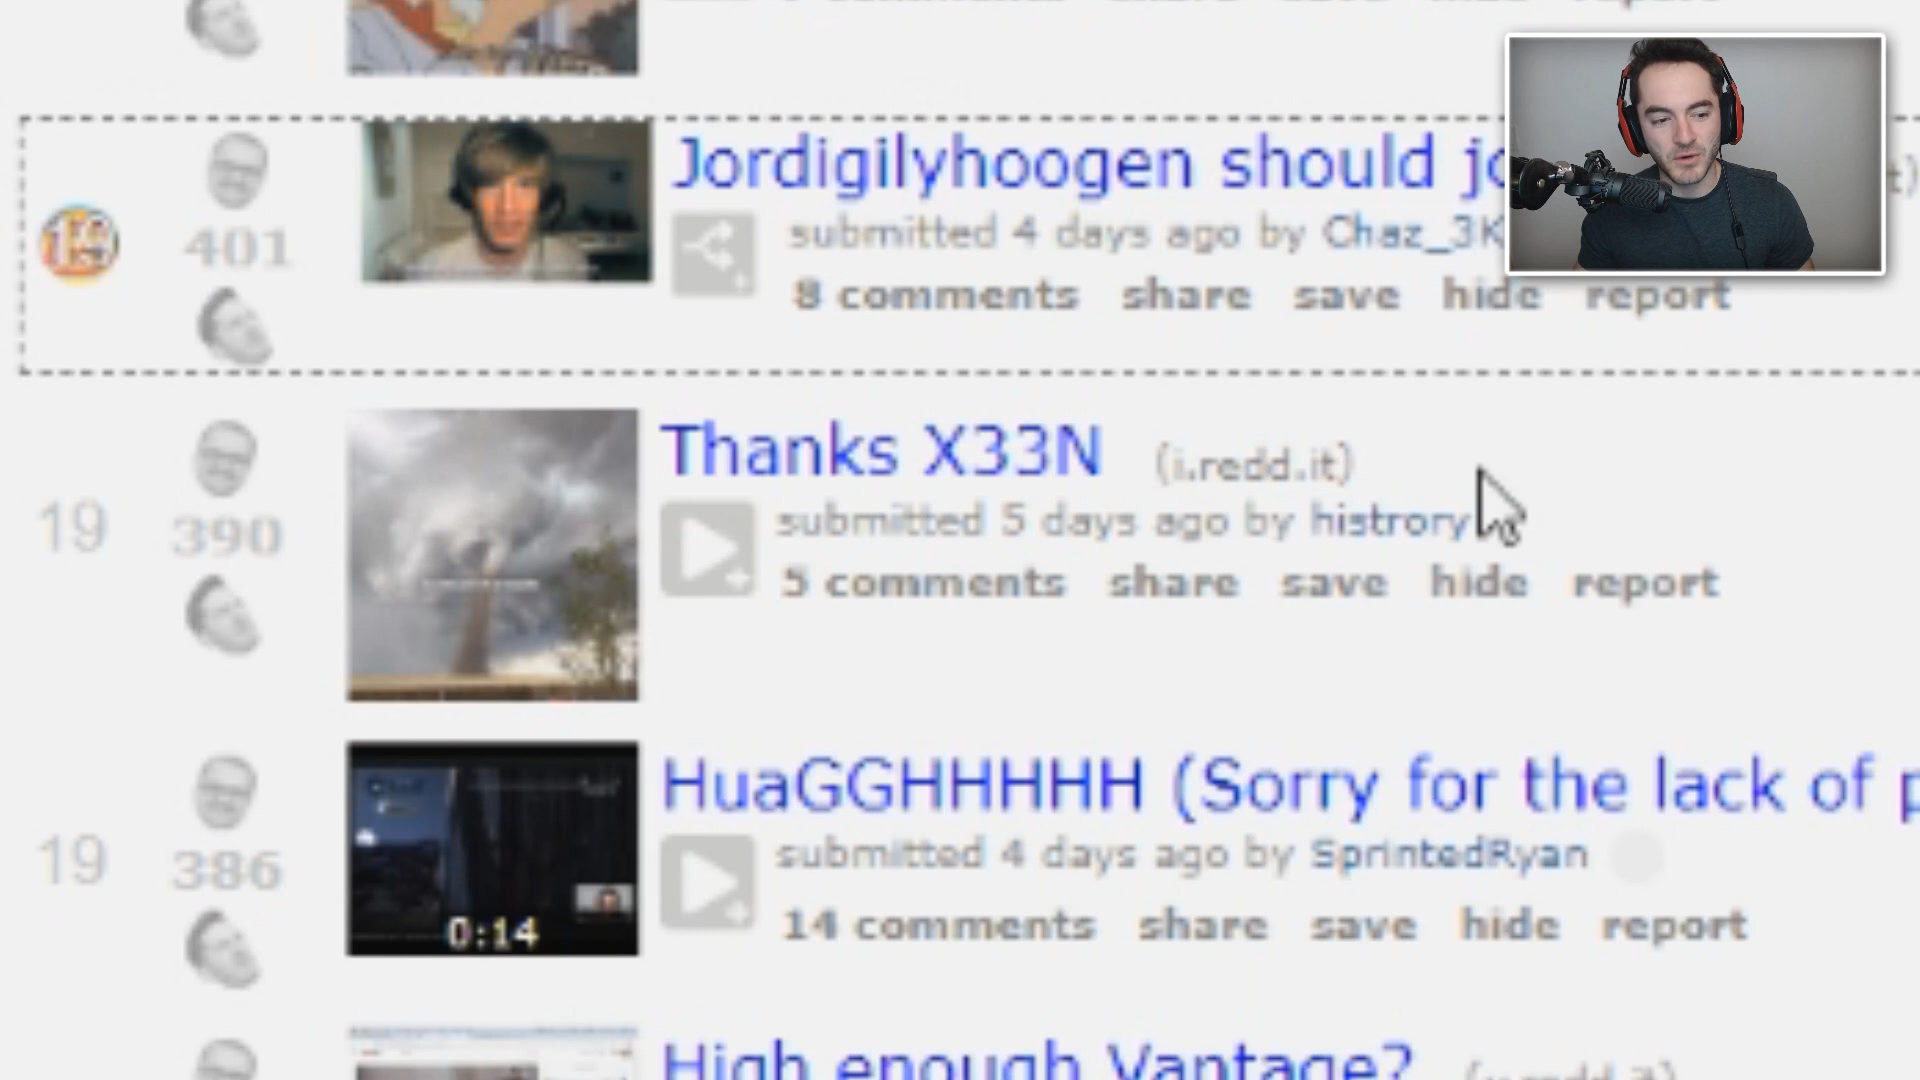 401
Jordigilyhoogen should jo
submitted 4 days ago by Chaz_3K
8 comments share save hide report
19
390
Thanks X33N (i.redd.it)
submitted 5 days ago by histrory
5 comments share save hide report
19
386
0:14
HuaGGHHHHH (Sorry for the lack of p
submitted 4 days ago by SprintedRyan
14 comments share save hide report
High enough Vantage? (v.redd.it)